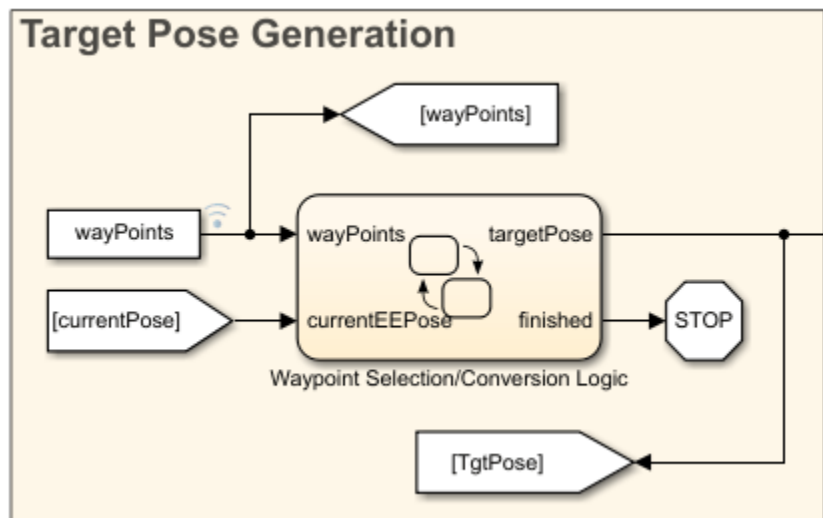 Target Pose Generation
[wayPoints]
wayPoints
wayPoints
targetPose
[currentPose]
currentEEPose
finished
STOP
Waypoint Selection/Conversion Logic
[TgtPose]